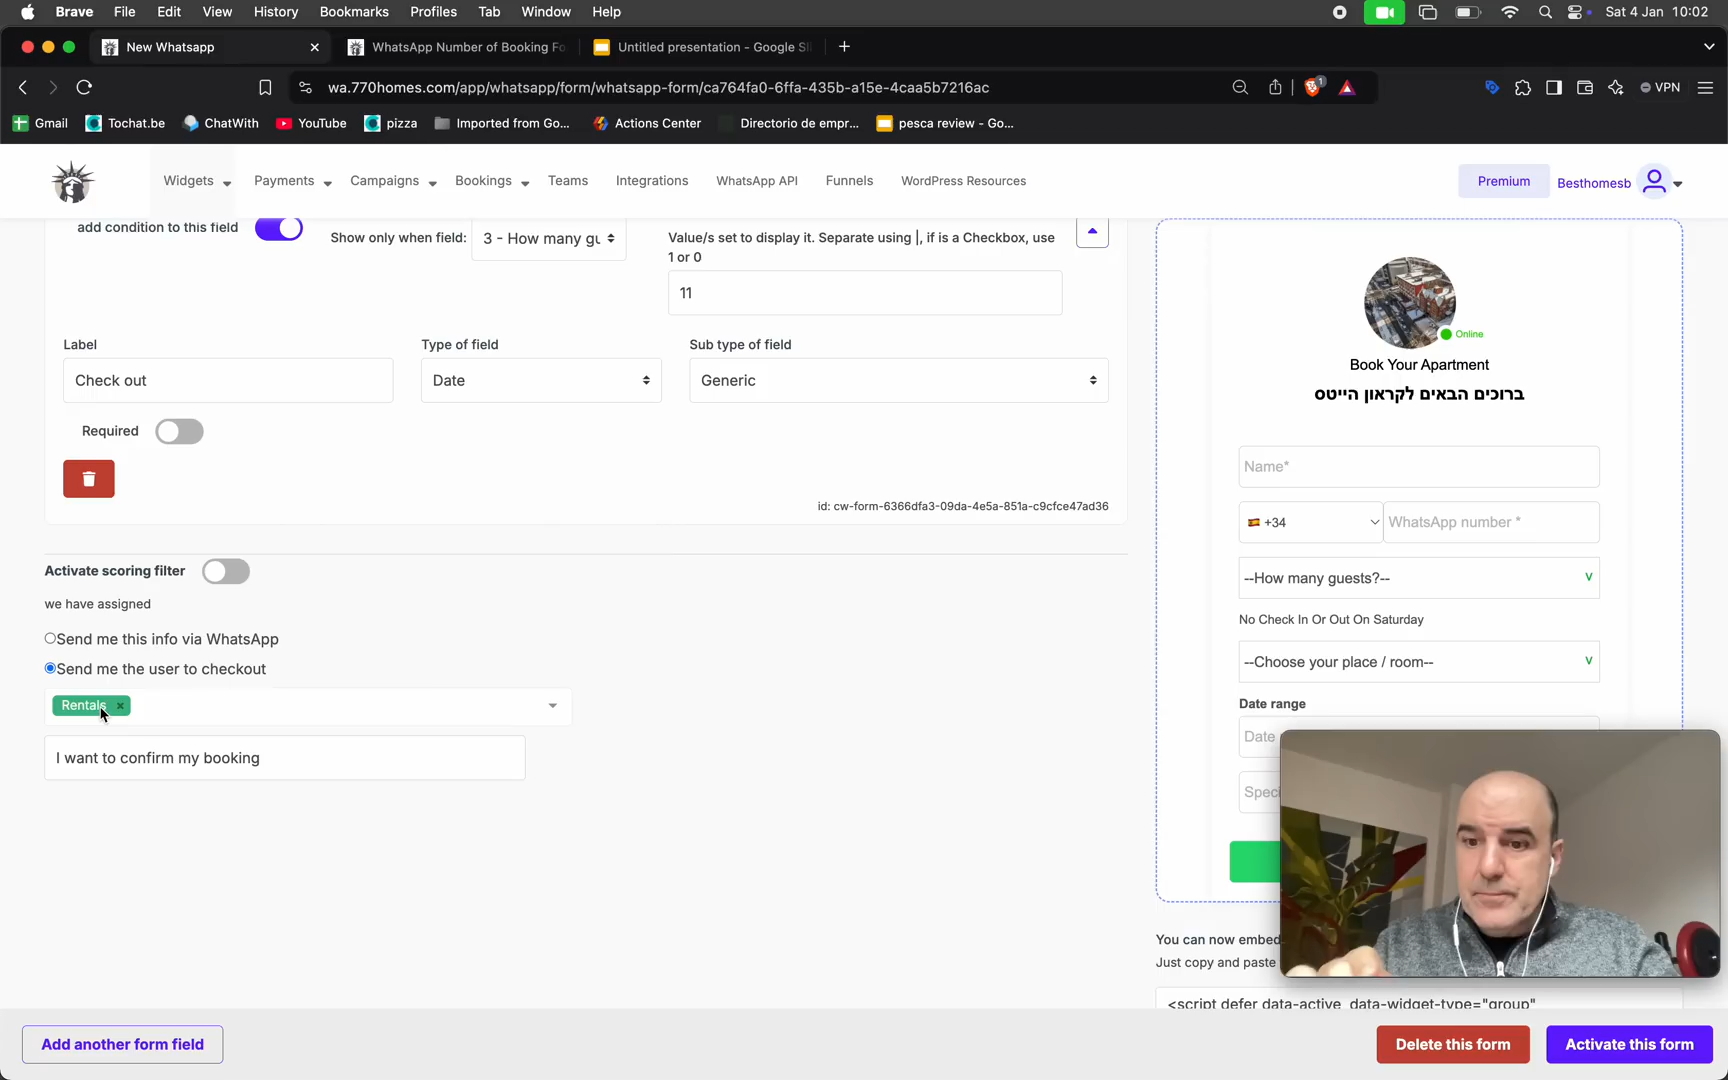 Brave File Edit View History Bookmarks Profiles Tab Window Help Sat 4 Jan 10:02
New Whatsapp WhatsApp Number of Booking Fo Untitled presentation - Google Sl
wa.770homes.com/app/whatsapp/form/whatsapp-form/ca764fa0-6ffa-435b-a15e-4caa5b7216ac 1 VPN
Gmail Tochat.be ChatWith YouTube pizza Imported from Go... Actions Center Directorio de empr... pesca review - Go...
Widgets Payments Campaigns Bookings Teams Integrations WhatsApp API Funnels WordPress Resources Premium Besthomesb
add condition to this field
Show only when field: 3 - How many gu
Value/s set to display it. Separate using |, if is a Checkbox, use
1 or 0
11
Label Type of field Sub type of field
Check out Date Generic
Required
id: cw-form-6366dfa3-09da-4e5a-851a-c9cfce47ad36
Activate scoring filter
we have assigned
Send me this info via WhatsApp
Send me the user to checkout
Rentals ×
I want to confirm my booking
Online
Book Your Apartment
ברוכים הבאים לקראון הייטס
Name*
+34 WhatsApp number *
--How many guests?--
No Check In Or Out On Saturday
--Choose your place / room--
Date range
Date
Speci
You can now embed
Just copy and paste
<script defer data-active data-widget-type="group"
Add another form field Delete this form Activate this form